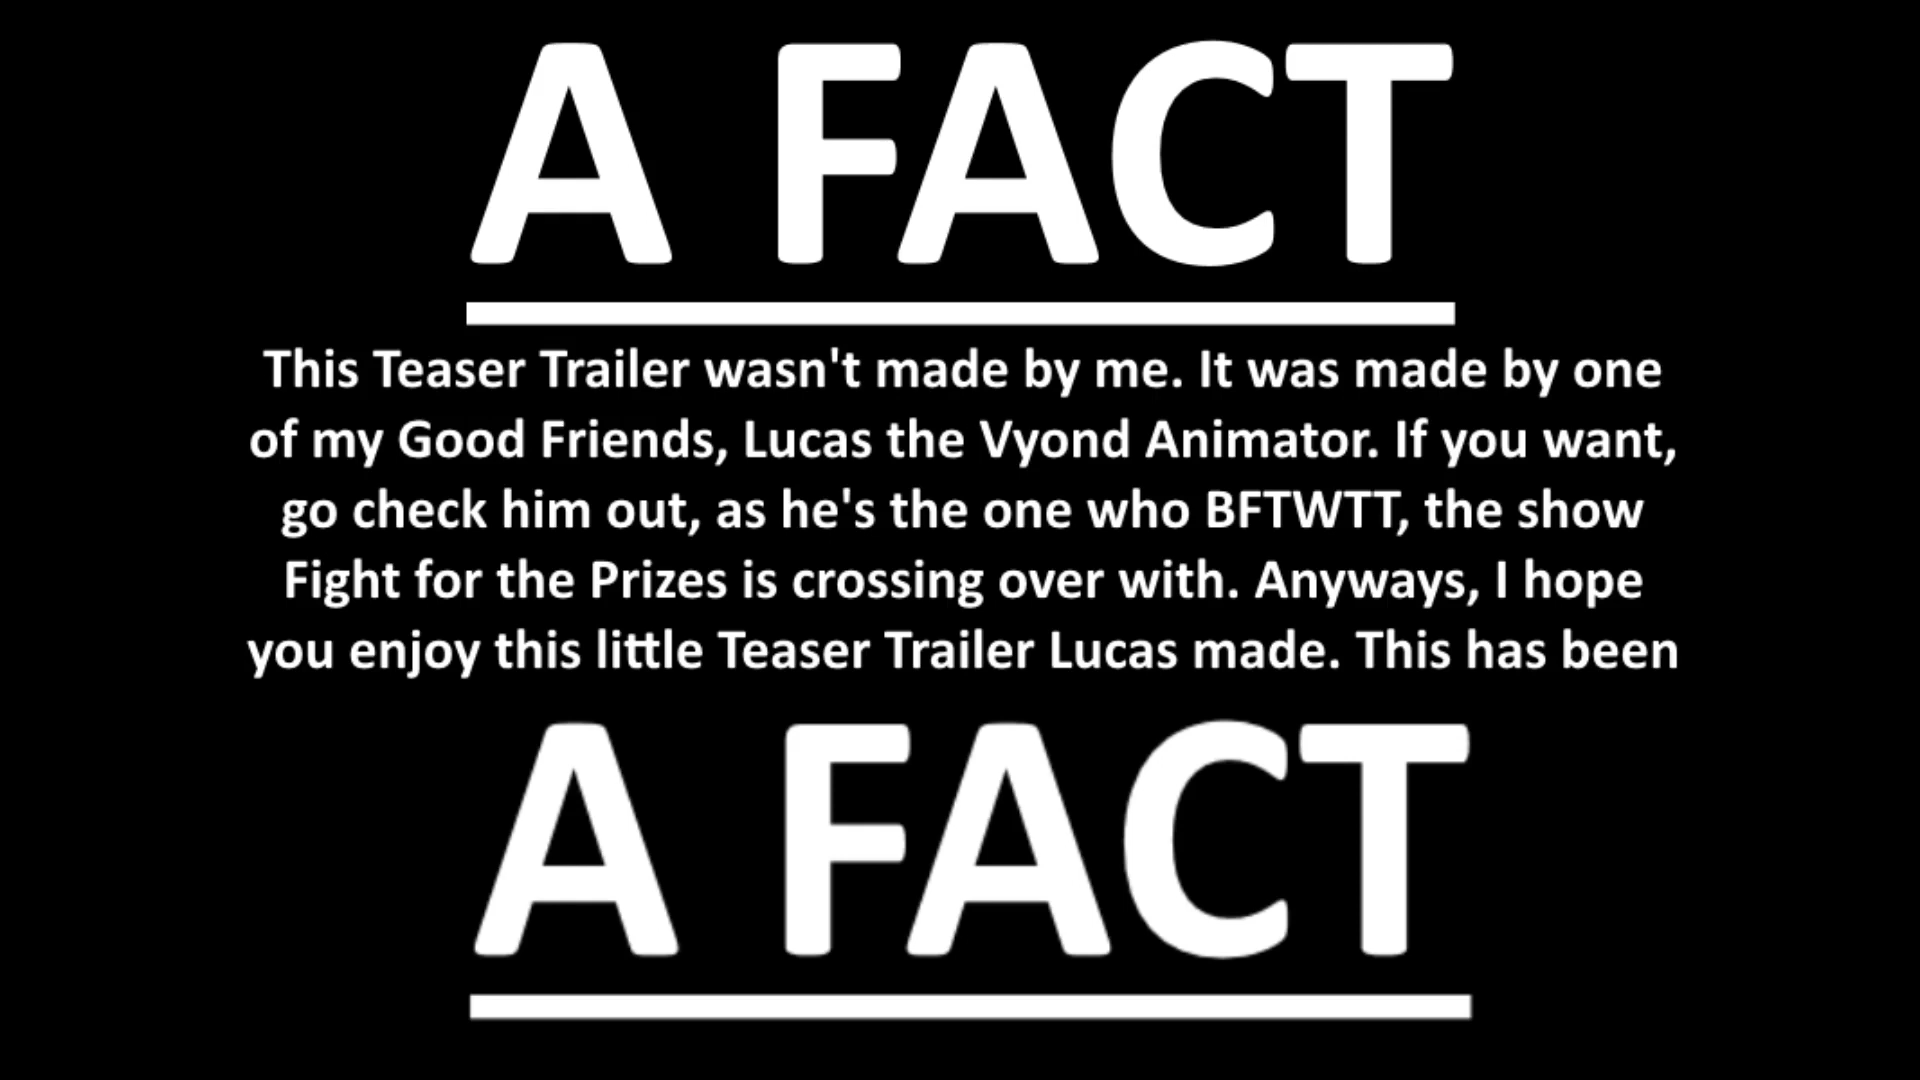 A FACT
This Teaser Trailer wasn't made by me. It was made by one
of my Good Friends, Lucas the Vyond Animator. If you want,
go check him out, as he's the one who BFTWTT, the show
Fight for the Prizes is crossing over with. Anyways, I hope
you enjoy this little Teaser Trailer Lucas made. This has been
A FACT